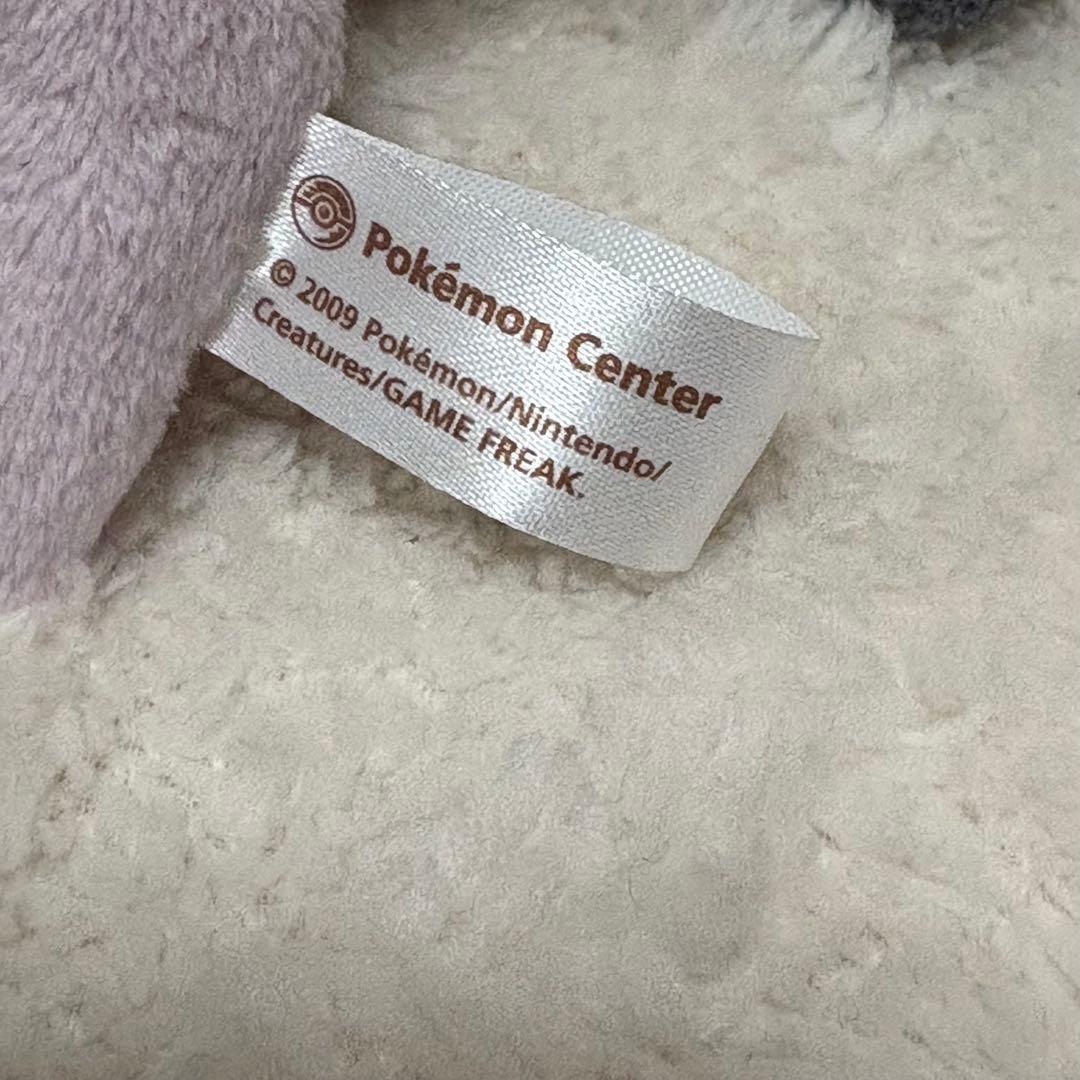 Pokémon Center
© 2009 Pokémon/Nintendo/
Creatures/GAME FREAK.